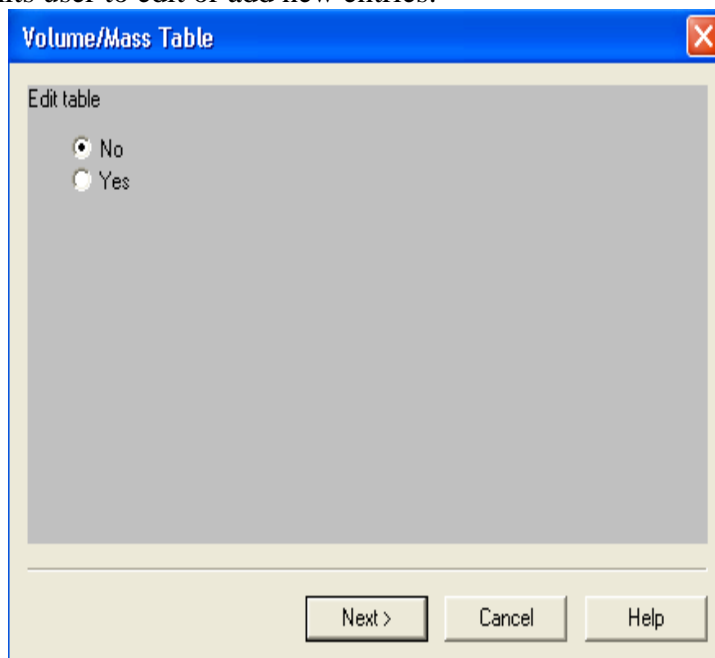 user to edit or add new entries.
Volume/Mass Table
Edit table
No
Yes
Next >
Cancel
Help